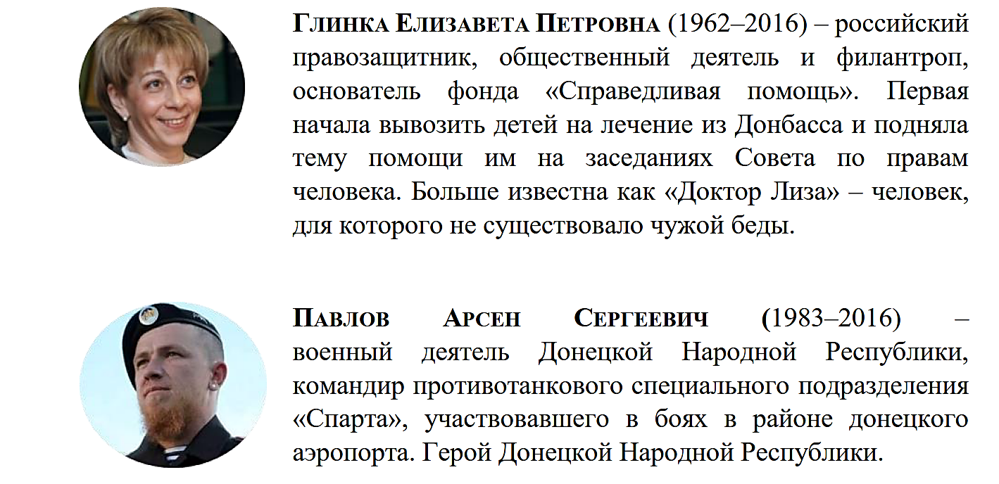 ГЛИНКА ЕЛИЗАВЕТА ПЕТРОВНА (1962–2016) – российский
правозащитник, общественный деятель и филантроп,
основатель фонда «Справедливая помощь». Первая
начала вывозить детей на лечение из Донбасса и подняла
тему помощи им на заседаниях Совета по правам
человека. Больше известна как «Доктор Лиза» – человек,
для которого не существовало чужой беды.
ПАВЛОВ АРСЕН СЕРГЕЕВИЧ (1983–2016) –
военный деятель Донецкой Народной Республики,
командир противотанкового специального подразделения
«Спарта», участвовавшего в боях в районе донецкого
аэропорта. Герой Донецкой Народной Республики.